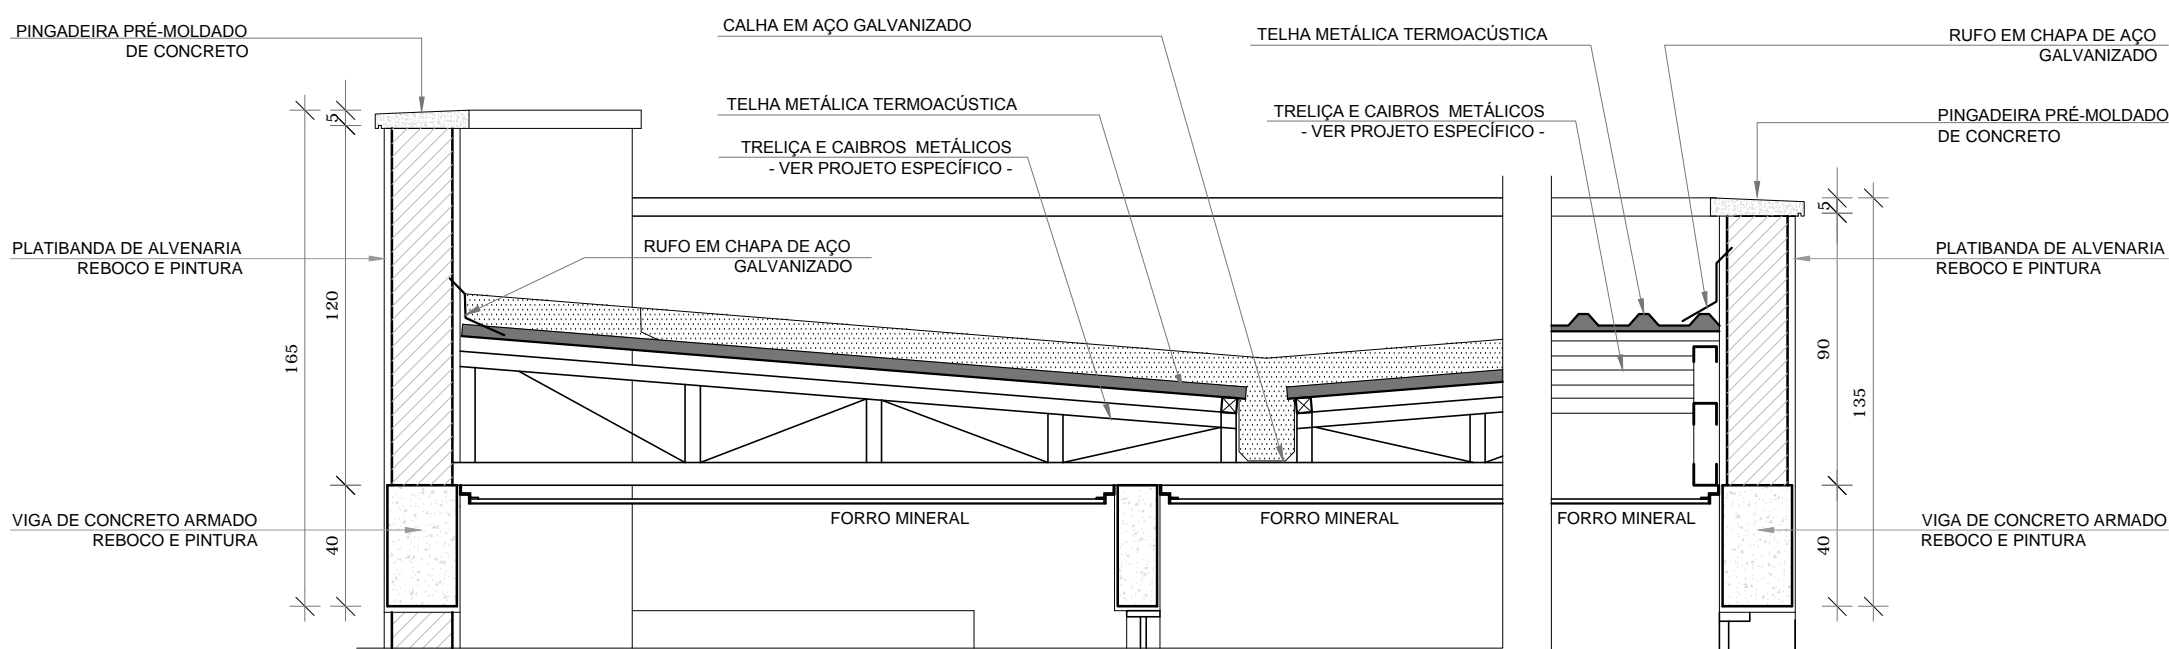 PINGADEIRA PRÉ-MOLDADO
DE CONCRETO
CALHA EM AÇO GALVANIZADO
TELHA METÁLICA TERMOACÚSTICA
RUFO EM CHAPA DE AÇO
GALVANIZADO
TELHA METÁLICA TERMOACÚSTICA
TRELIÇA E CAIBROS METÁLICOS
- VER PROJETO ESPECÍFICO -
TRELIÇA E CAIBROS METÁLICOS
- VER PROJETO ESPECÍFICO -
PINGADEIRA PRÉ-MOLDADO
DE CONCRETO
5
5
PLATIBANDA DE ALVENARIA
REBOCO E PINTURA
RUFO EM CHAPA DE AÇO
GALVANIZADO
PLATIBANDA DE ALVENARIA
REBOCO E PINTURA
120
165
90
135
VIGA DE CONCRETO ARMADO
REBOCO E PINTURA
40
FORRO MINERAL
FORRO MINERAL
FORRO MINERAL
40
VIGA DE CONCRETO ARMADO
REBOCO E PINTURA